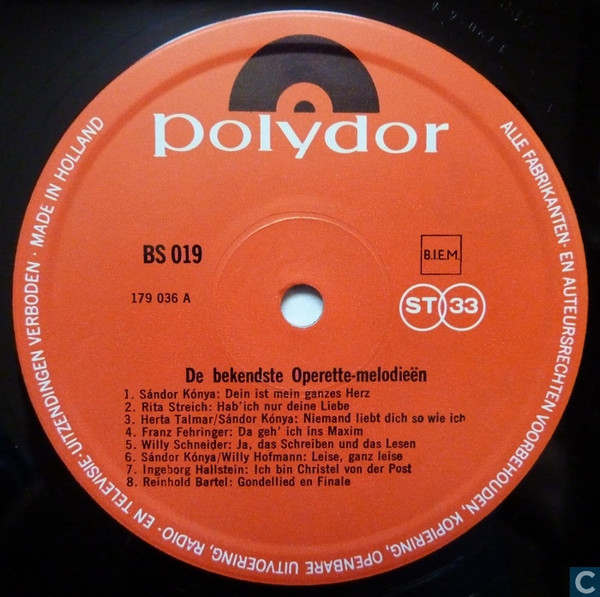 polydor
BS 019
B.I.E.M.
179 036 A
ST 33
De bekendste Operette-melodieën
1. Sándor Kónya: Dein ist mein ganzes Herz
2. Rita Streich: Hab'ich nur deine Liebe
3. Herta Talmar/Sándor Kónya: Niemand liebt dich so wie ich
4. Franz Fehringer: Da geh' ich ins Maxim
5. Willy Schneider: Ja, das Schreiben und das Lesen
6. Sándor Kónya/Willy Hofmann: Leise, ganz leise
7. Ingeborg Hallstein: Ich bin Christel von der Post
8. Reinhold Bartel: Gondellied en Finale
ALLE FABRIKANTEN- EN AUTEURSRECHTEN VOORBEHOUDEN, KOPIERING, OPENBARE UITVOERING, RADIO- EN TELEVISIE-UITZENDINGEN VERBODEN · MADE IN HOLLAND
C